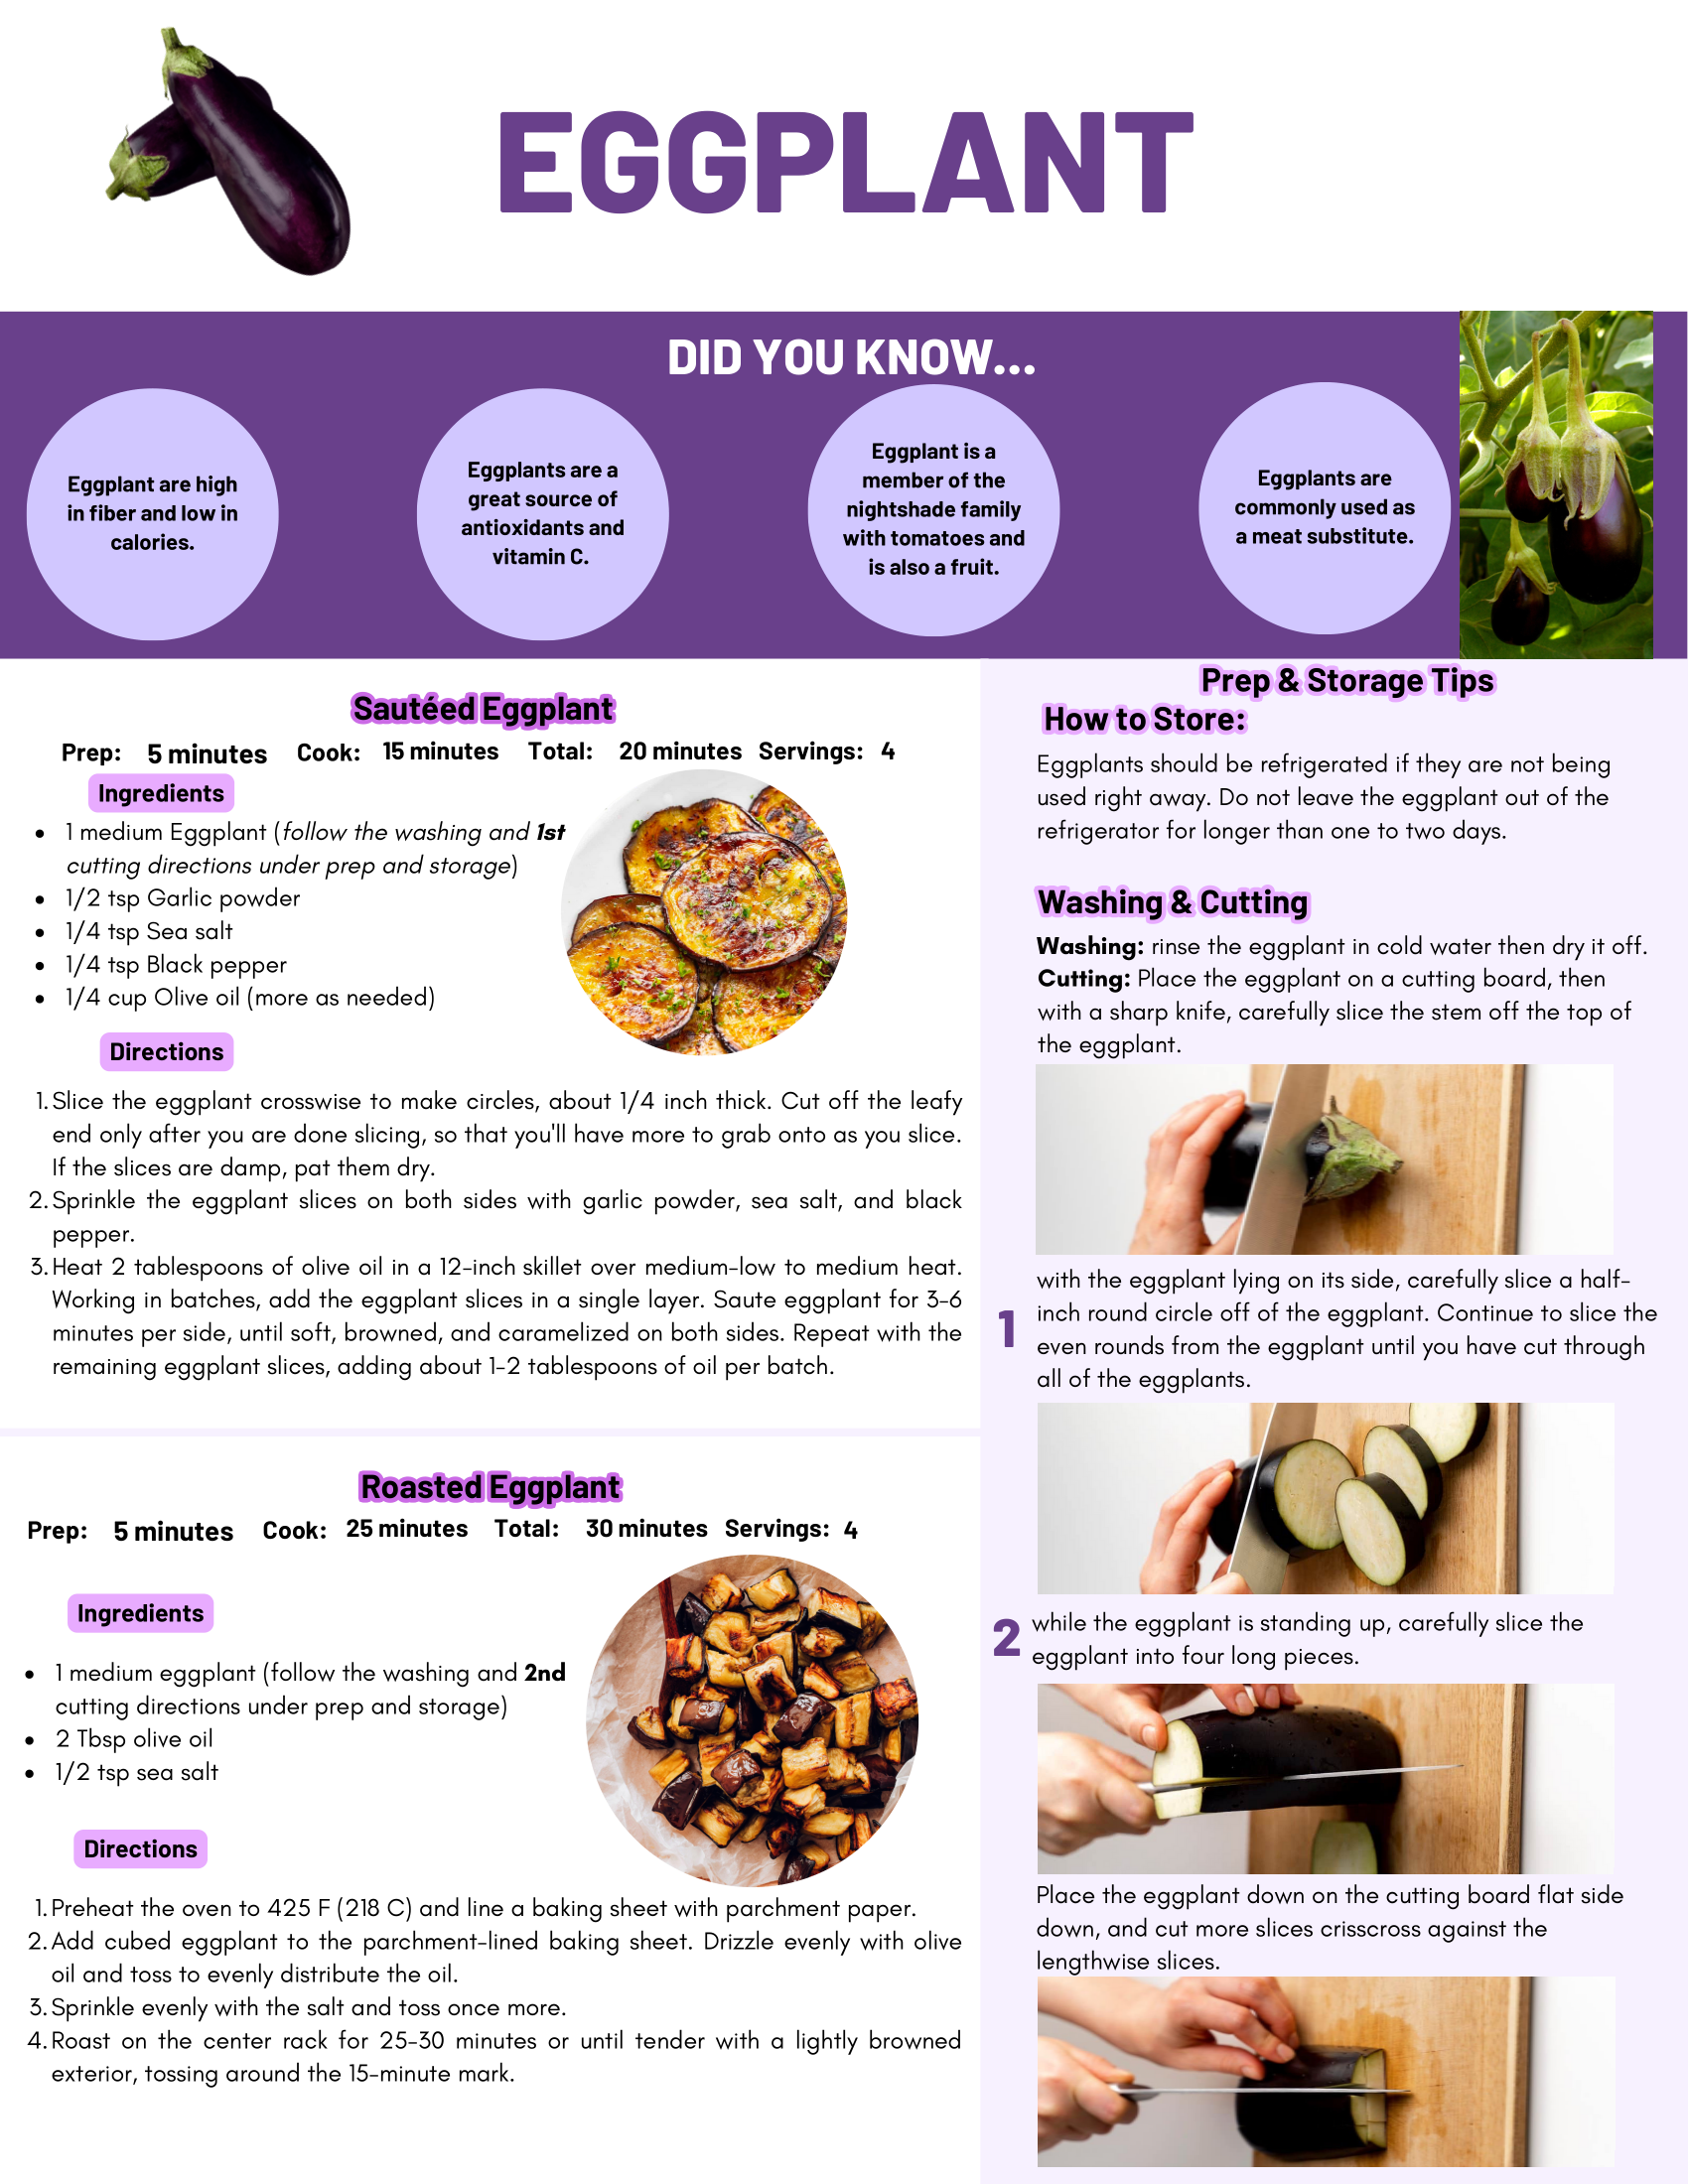 EGGPLANT
DID YOU KNOW...
Eggplant are high
in fiber and low in
calories.
Eggplants are a
great source of
antioxidants and
vitamin C.
Eggplant is a
member of the
nightshade family
with tomatoes and
is also a fruit.
Eggplants are
commonly used as
a meat substitute.
Sautéed Eggplant
Prep: 5 minutes Cook: 15 minutes Total: 20 minutes Servings: 4
Ingredients
• 1 medium Eggplant (follow the washing and 1st
cutting directions under prep and storage)
• 1/2 tsp Garlic powder
• 1/4 tsp Sea salt
• 1/4 tsp Black pepper
• 1/4 cup Olive oil (more as needed)
Directions
1. Slice the eggplant crosswise to make circles, about 1/4 inch thick. Cut off the leafy
end only after you are done slicing, so that you'll have more to grab onto as you slice.
If the slices are damp, pat them dry.
2. Sprinkle the eggplant slices on both sides with garlic powder, sea salt, and black
pepper.
3. Heat 2 tablespoons of olive oil in a 12-inch skillet over medium-low to medium heat.
Working in batches, add the eggplant slices in a single layer. Saute eggplant for 3-6
minutes per side, until soft, browned, and caramelized on both sides. Repeat with the
remaining eggplant slices, adding about 1-2 tablespoons of oil per batch.
Roasted Eggplant
Prep: 5 minutes Cook: 25 minutes Total: 30 minutes Servings: 4
Ingredients
• 1 medium eggplant (follow the washing and 2nd
cutting directions under prep and storage)
• 2 Tbsp olive oil
• 1/2 tsp sea salt
Directions
1. Preheat the oven to 425 F (218 C) and line a baking sheet with parchment paper.
2. Add cubed eggplant to the parchment-lined baking sheet. Drizzle evenly with olive
oil and toss to evenly distribute the oil.
3. Sprinkle evenly with the salt and toss once more.
4. Roast on the center rack for 25-30 minutes or until tender with a lightly browned
exterior, tossing around the 15-minute mark.
Prep & Storage Tips
How to Store:
Eggplants should be refrigerated if they are not being
used right away. Do not leave the eggplant out of the
refrigerator for longer than one to two days.
Washing & Cutting
Washing: rinse the eggplant in cold water then dry it off.
Cutting: Place the eggplant on a cutting board, then
with a sharp knife, carefully slice the stem off the top of
the eggplant.
1 with the eggplant lying on its side, carefully slice a half-
inch round circle off of the eggplant. Continue to slice the
even rounds from the eggplant until you have cut through
all of the eggplants.
2 while the eggplant is standing up, carefully slice the
eggplant into four long pieces.
Place the eggplant down on the cutting board flat side
down, and cut more slices crisscross against the
lengthwise slices.